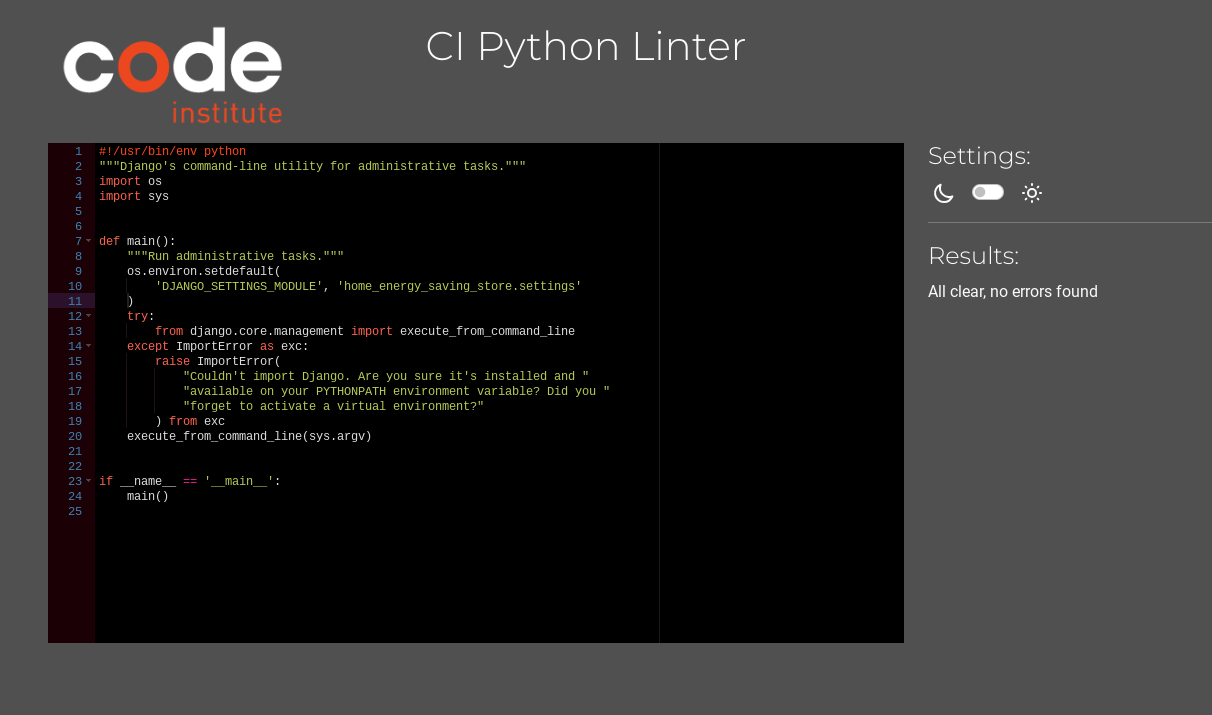 code
institute
CI Python Linter
1 #!/usr/bin/env python
2 """Django's command-line utility for administrative tasks."""
3 import os
4 import sys
5
6
7 def main():
8     """Run administrative tasks."""
9     os.environ.setdefault(
10         'DJANGO_SETTINGS_MODULE', 'home_energy_saving_store.settings'
11     )
12     try:
13         from django.core.management import execute_from_command_line
14     except ImportError as exc:
15         raise ImportError(
16             "Couldn't import Django. Are you sure it's installed and "
17             "available on your PYTHONPATH environment variable? Did you "
18             "forget to activate a virtual environment?"
19         ) from exc
20     execute_from_command_line(sys.argv)
21
22
23 if __name__ == '__main__':
24     main()
25
Settings:
Results:
All clear, no errors found